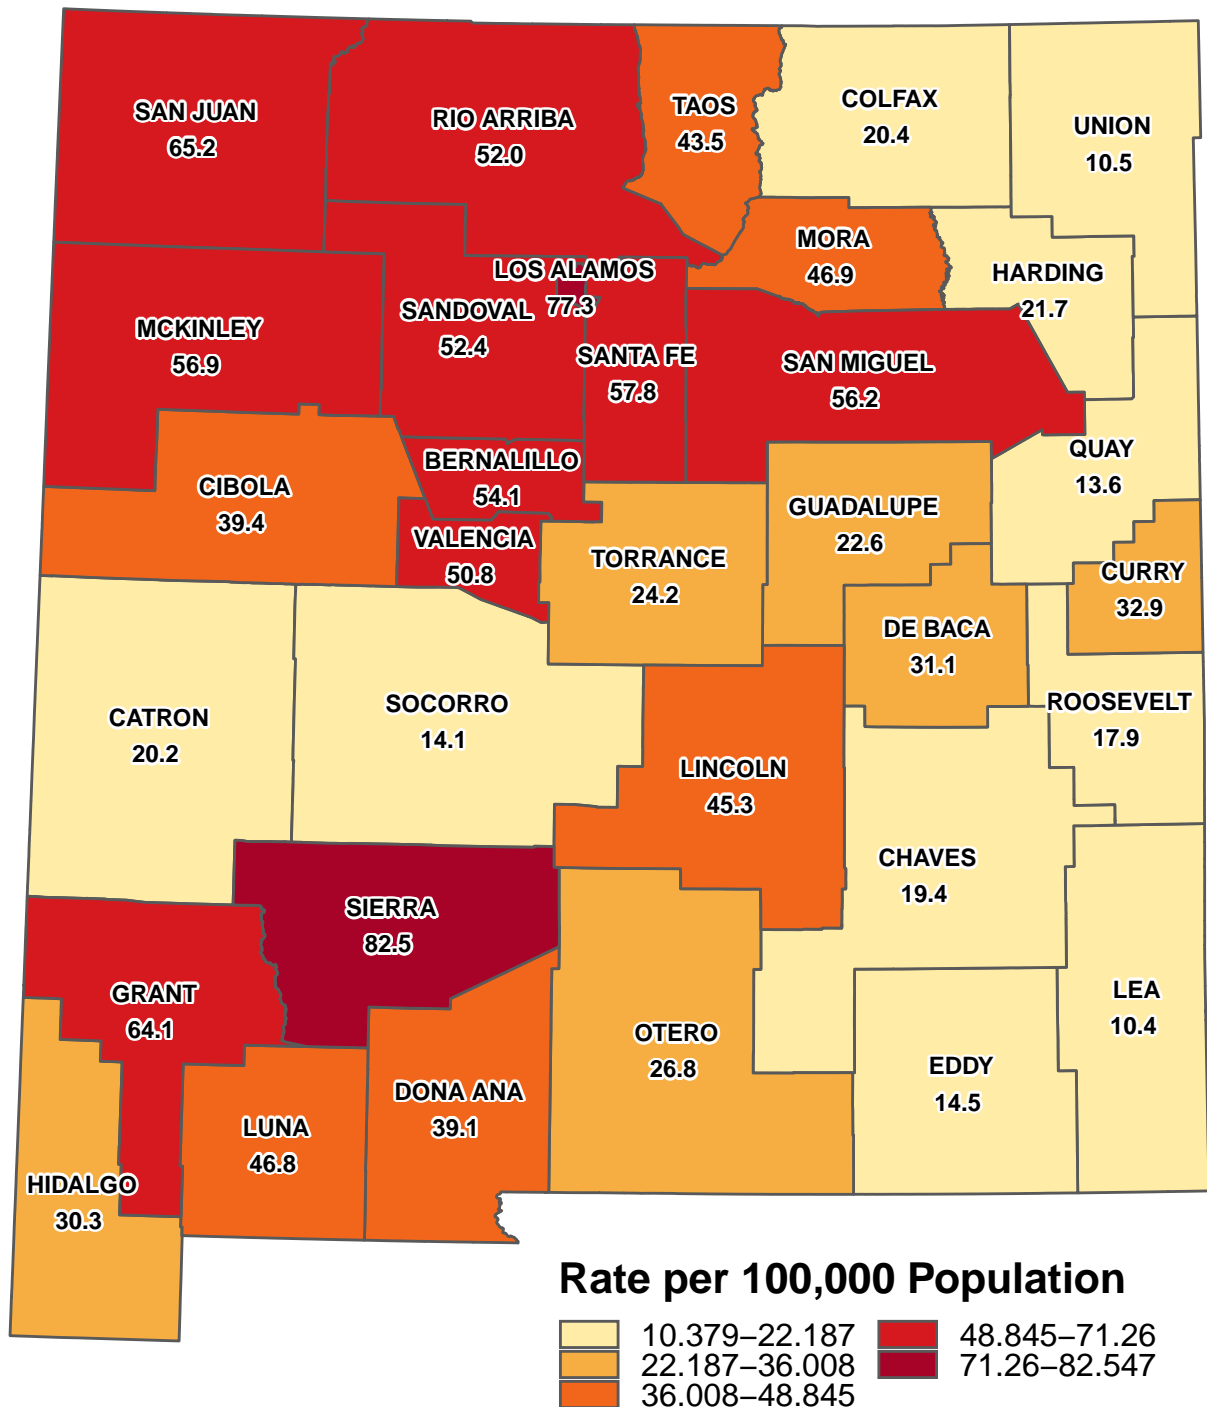 SAN JUAN
65.2
RIO ARRIBA
52.0
TAOS
43.5
COLFAX
20.4
UNION
10.5
MORA
46.9
HARDING
21.7
LOS ALAMOS
77.3
SANDOVAL
52.4
MCKINLEY
56.9
SANTA FE
57.8
SAN MIGUEL
56.2
QUAY
13.6
BERNALILLO
54.1
CIBOLA
39.4
GUADALUPE
22.6
VALENCIA
50.8
TORRANCE
24.2
CURRY
32.9
DE BACA
31.1
CATRON
20.2
SOCORRO
14.1
ROOSEVELT
17.9
LINCOLN
45.3
CHAVES
19.4
SIERRA
82.5
GRANT
64.1
LEA
10.4
OTERO
26.8
EDDY
14.5
DONA ANA
39.1
LUNA
46.8
HIDALGO
30.3
Rate per 100,000 Population
10.379–22.187
22.187–36.008
36.008–48.845
48.845–71.26
71.26–82.547